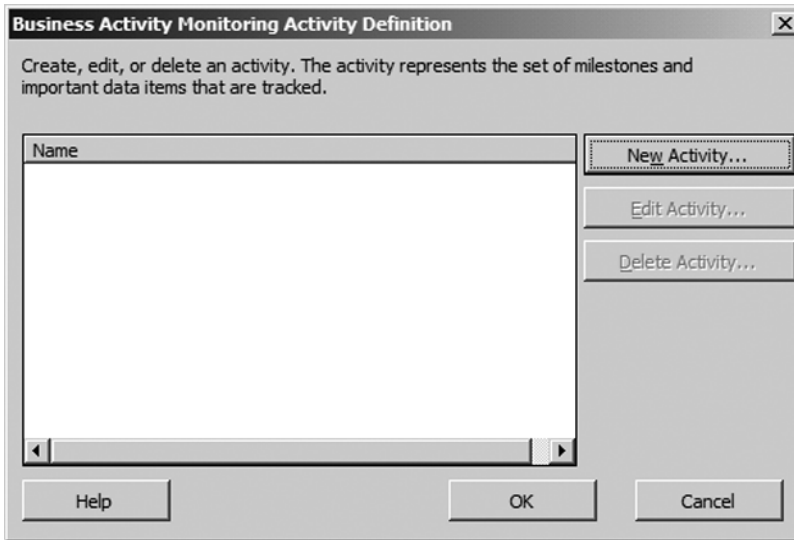 Business Activity Monitoring Activity Definition
Create, edit, or delete an activity. The activity represents the set of milestones and
important data items that are tracked.
Name
New Activity...
Edit Activity...
Delete Activity...
Help
OK
Cancel